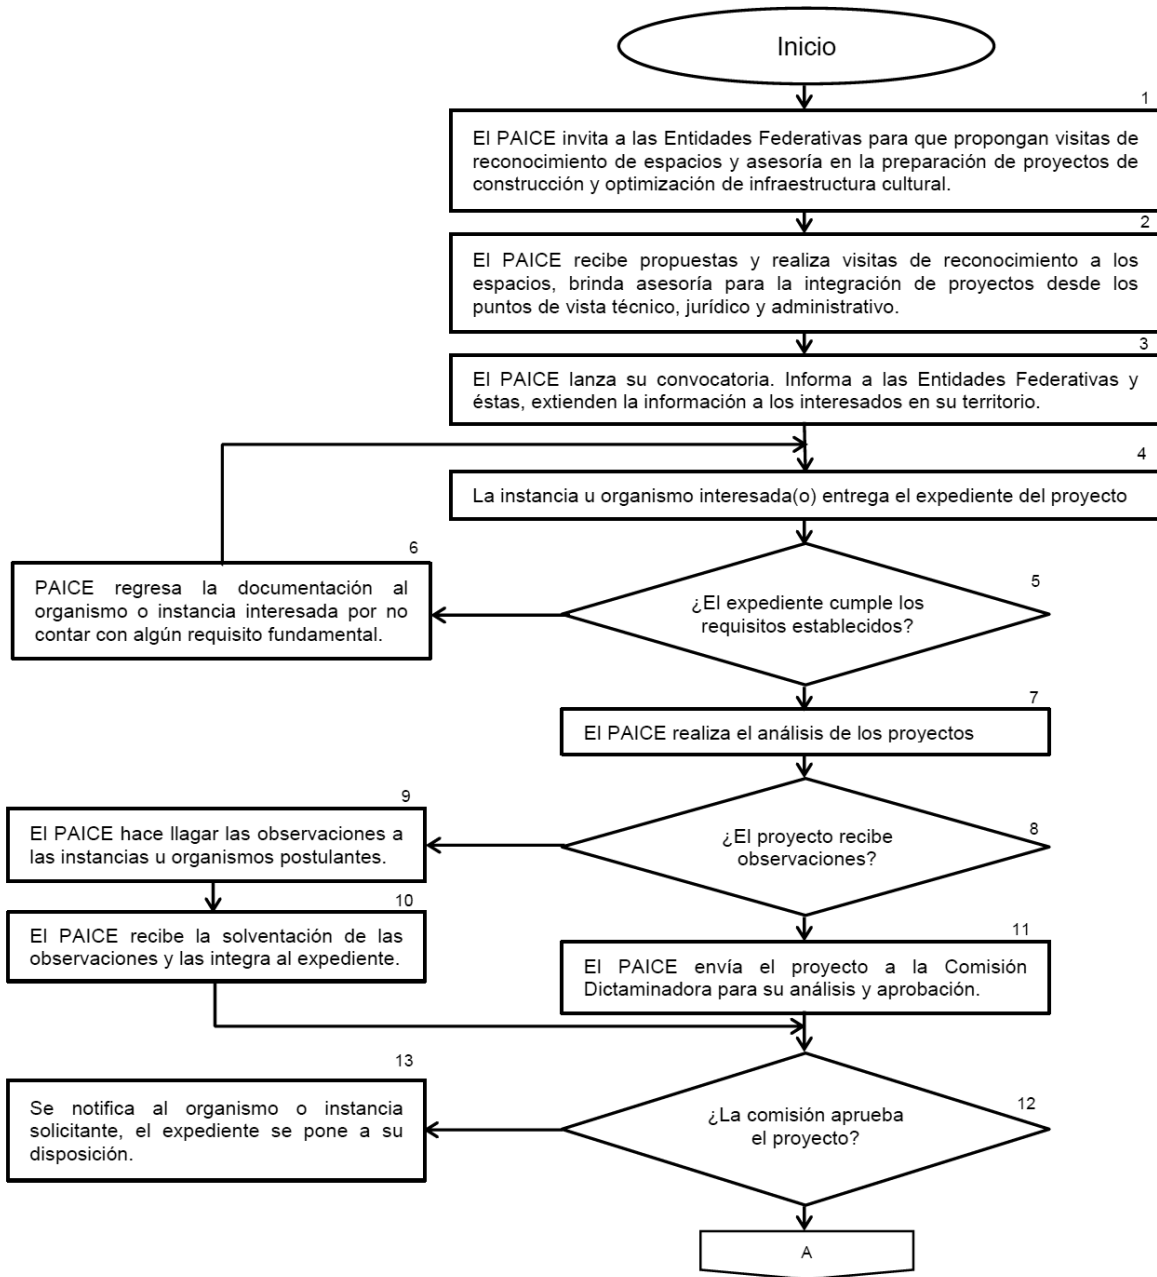 Inicio
1
El PAICE invita a las Entidades Federativas para que propongan visitas de
reconocimiento de espacios y asesoría en la preparación de proyectos de
construcción y optimización de infraestructura cultural.
2
El PAICE recibe propuestas y realiza visitas de reconocimiento a los
espacios, brinda asesoría para la integración de proyectos desde los
puntos de vista técnico, jurídico y administrativo.
3
El PAICE lanza su convocatoria. Informa a las Entidades Federativas y
éstas, extienden la información a los interesados en su territorio.
4
La instancia u organismo interesada(o) entrega el expediente del proyecto
5
¿El expediente cumple los
requisitos establecidos?
6
PAICE regresa la documentación al
organismo o instancia interesada por no
contar con algún requisito fundamental.
7
El PAICE realiza el análisis de los proyectos
8
¿El proyecto recibe
observaciones?
9
El PAICE hace llagar las observaciones a
las instancias u organismos postulantes.
10
El PAICE recibe la solventación de las
observaciones y las integra al expediente.
11
El PAICE envía el proyecto a la Comisión
Dictaminadora para su análisis y aprobación.
12
¿La comisión aprueba
el proyecto?
13
Se notifica al organismo o instancia
solicitante, el expediente se pone a su
disposición.
A